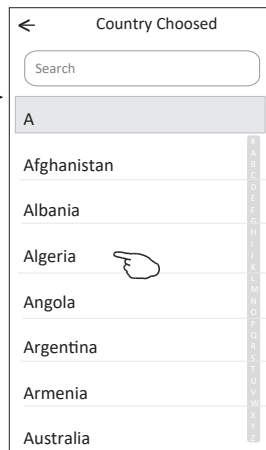 Country Choosed
Search
A
Afghanistan
Albania
Algeria
Angola
Argentina
Armenia
Australia
#
A
B
C
D
E
F
G
H
I
J
K
L
M
N
O
P
Q
R
S
T
U
V
W
X
Y
Z